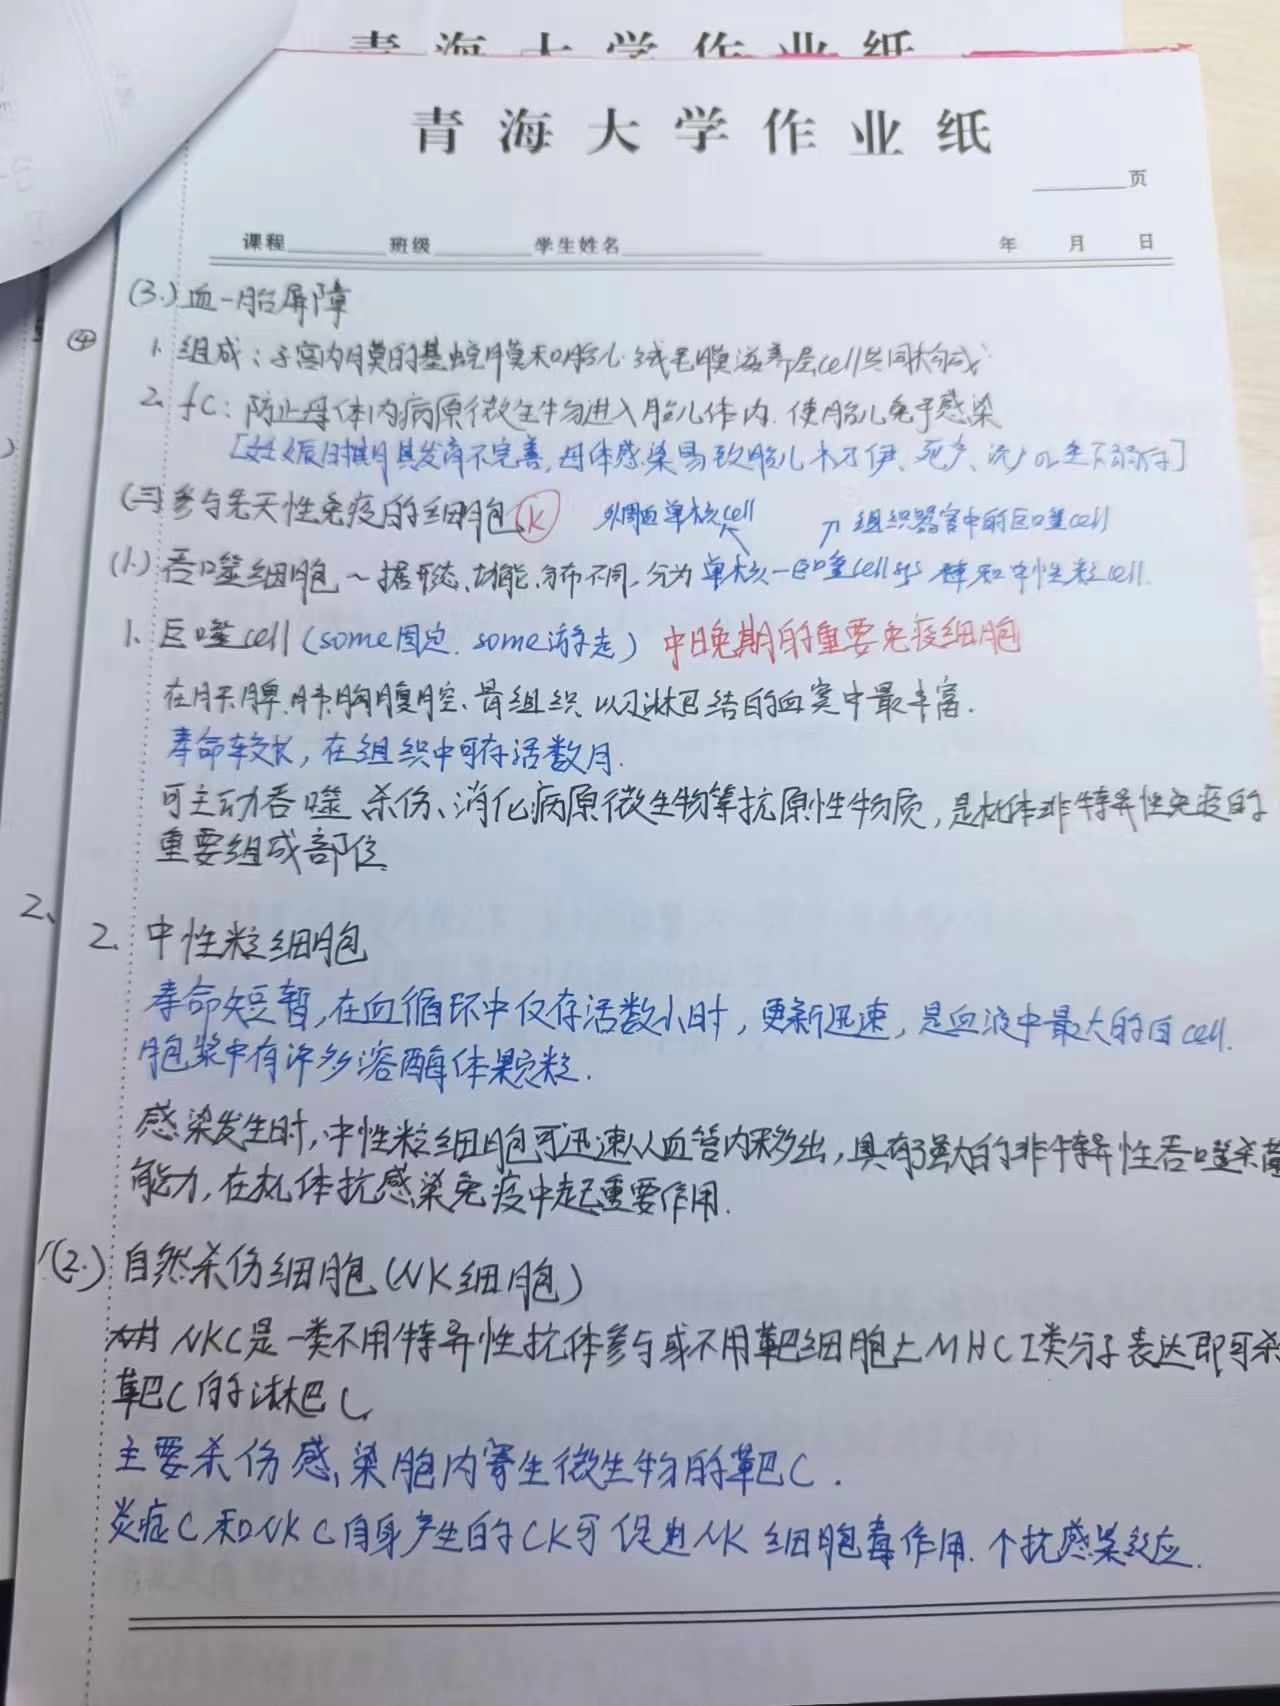 青海大学作业纸
青海大学作业纸
页
课程 班级 学生姓名 年 月 日
(3.) 血一胎屏障
④
1. 组成：子宫内膜的基蜕膜和胎儿绒毛膜滋养层cell共同构成
2. fc：防止母体内病原微生物进入胎儿体内.使胎儿免于感染
[妊娠早期其发育不完善,母体感染易致胎儿木了伊、死产、流产or生下弱存]
(三)参与先天性免疫的细胞 K 外周血单核cell ↗组织器官中的巨噬cell
(1.) 吞噬细胞 ~ 据形态、功能、分布不同,分为 单核一巨噬cell 和中性粒cell.
1. 巨噬cell (some固定. some游走) 中晚期的重要免疫细胞
在肝.脾.肺.胸腹腔、骨组织.以及淋巴结的血窦中最丰富.
寿命较长，在组织中可存活数月.
可主动吞噬、杀伤、消化病原微生物等抗原性物质，是机体非特异性免疫的
重要组成部位.
2、
2. 中性粒细胞
寿命短暂,在血循环中仅存活数小时，更新迅速，是血液中最大的白cell.
胞浆中有许多溶酶体颗粒.
感染发生时,中性粒细胞可迅速从血管内移出，具有强大的非特异性吞噬杀菌
能力,在机体抗感染免疫中起重要作用.
(2.) 自然杀伤细胞(NK细胞)
NKC是一类不用特异性抗体参与或不用靶细胞上MHC I类分子表达即可杀
靶C的淋巴C.
主要杀伤感染胞内寄生微生物的靶C.
炎症C和NKC自身产生的CK可促进NK细胞毒作用.个抗感染效应.